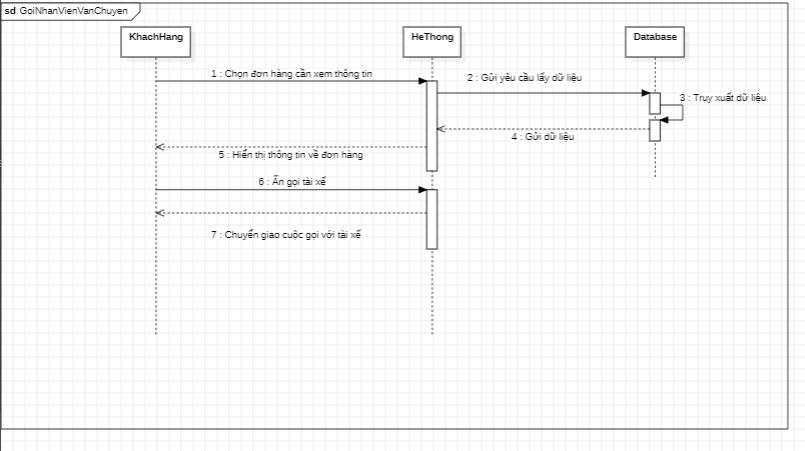 sd GoiNhanVienVanChuyen
KhachHang
HeThong
Database
1 : Chọn đơn hàng cần xem thông tin
2 : Gửi yêu cầu lấy dữ liệu
3 : Truy xuất dữ liệu
4 : Gửi dữ liệu
5 : Hiển thị thông tin về đơn hàng
6 : Ấn gọi tài xế
7 : Chuyển giao cuộc gọi với tài xế